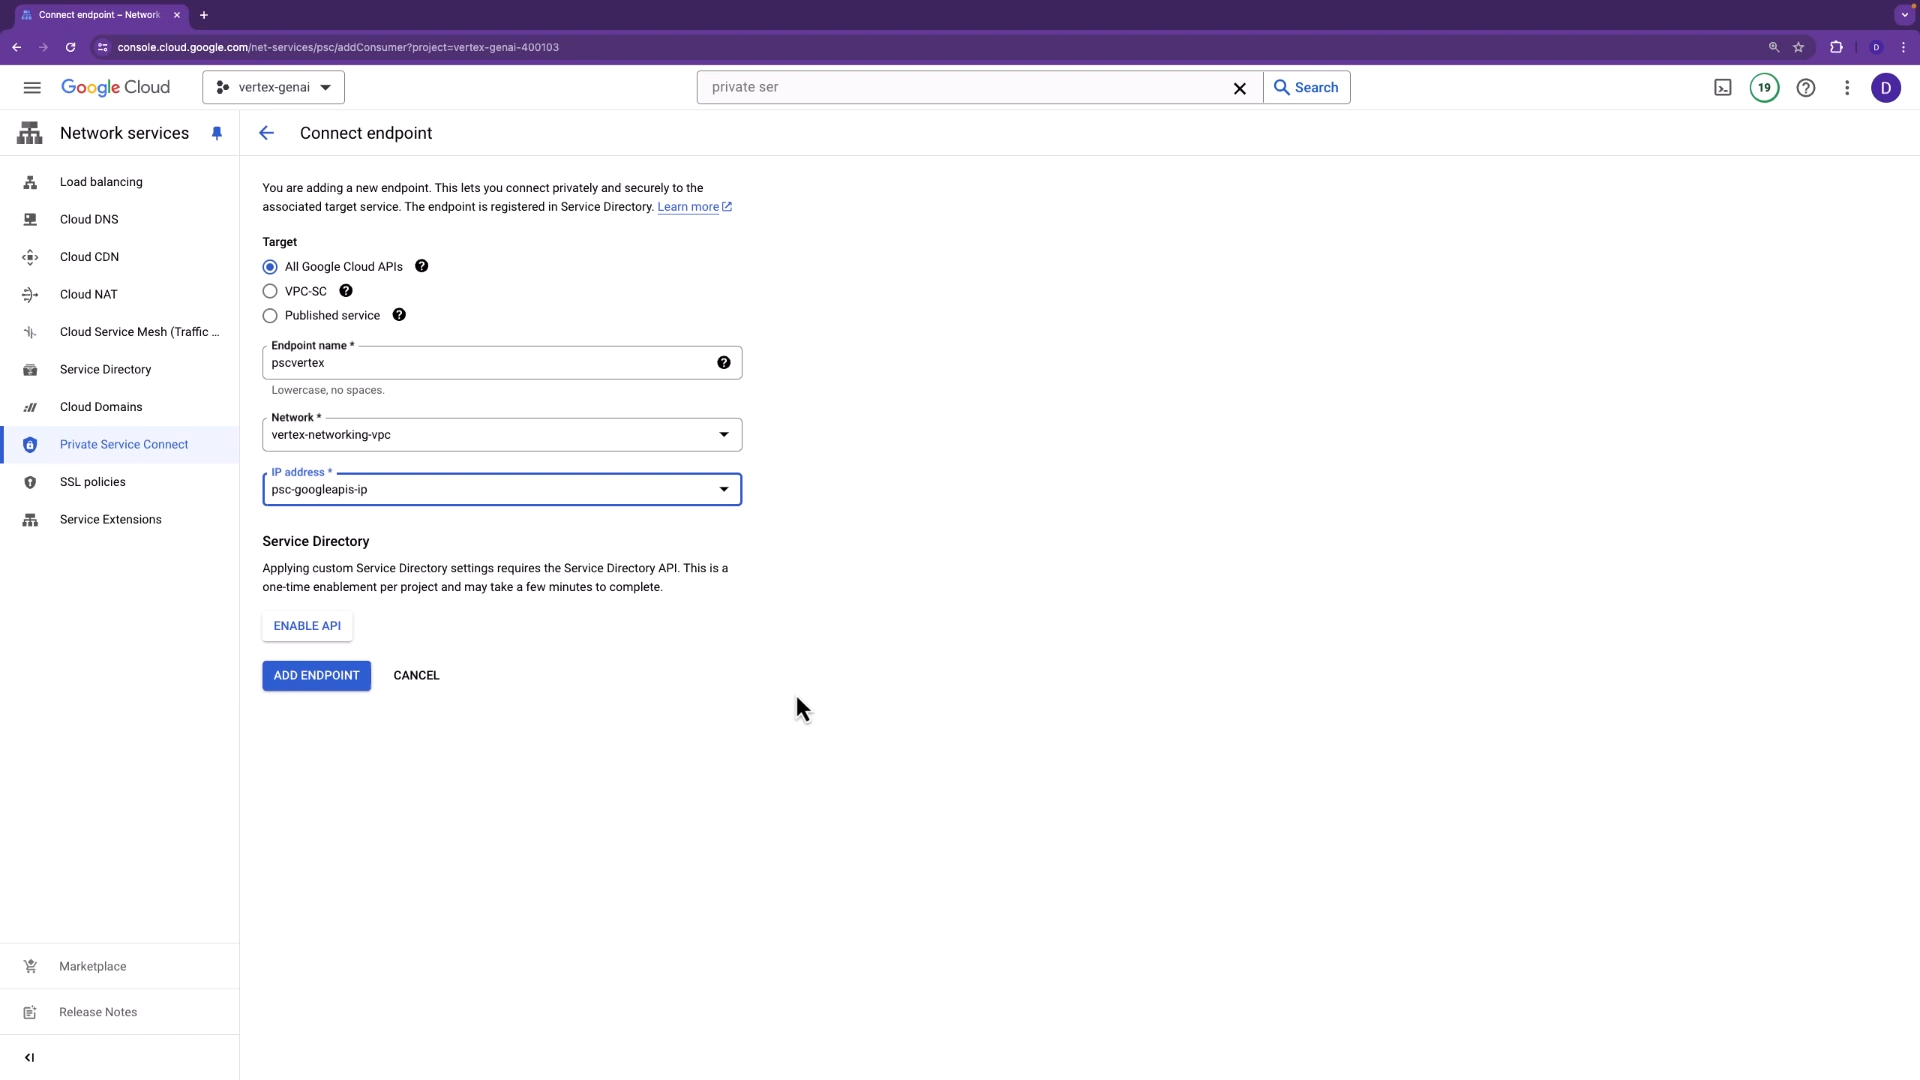 Connect endpoint – Network
console.cloud.google.com/net-services/psc/addConsumer?project=vertex-genai-400103
D
Google Cloud
vertex-genai
private ser
Search
19
D
Network services
Connect endpoint
Load balancing
Cloud DNS
Cloud CDN
Cloud NAT
Cloud Service Mesh (Traffic ...
Service Directory
Cloud Domains
Private Service Connect
SSL policies
Service Extensions
Marketplace
Release Notes
You are adding a new endpoint. This lets you connect privately and securely to the
associated target service. The endpoint is registered in Service Directory. Learn more
Target
All Google Cloud APIs
VPC-SC
Published service
Endpoint name *
pscvertex
Lowercase, no spaces.
Network *
vertex-networking-vpc
IP address *
psc-googleapis-ip
Service Directory
Applying custom Service Directory settings requires the Service Directory API. This is a
one-time enablement per project and may take a few minutes to complete.
ENABLE API
ADD ENDPOINT
CANCEL